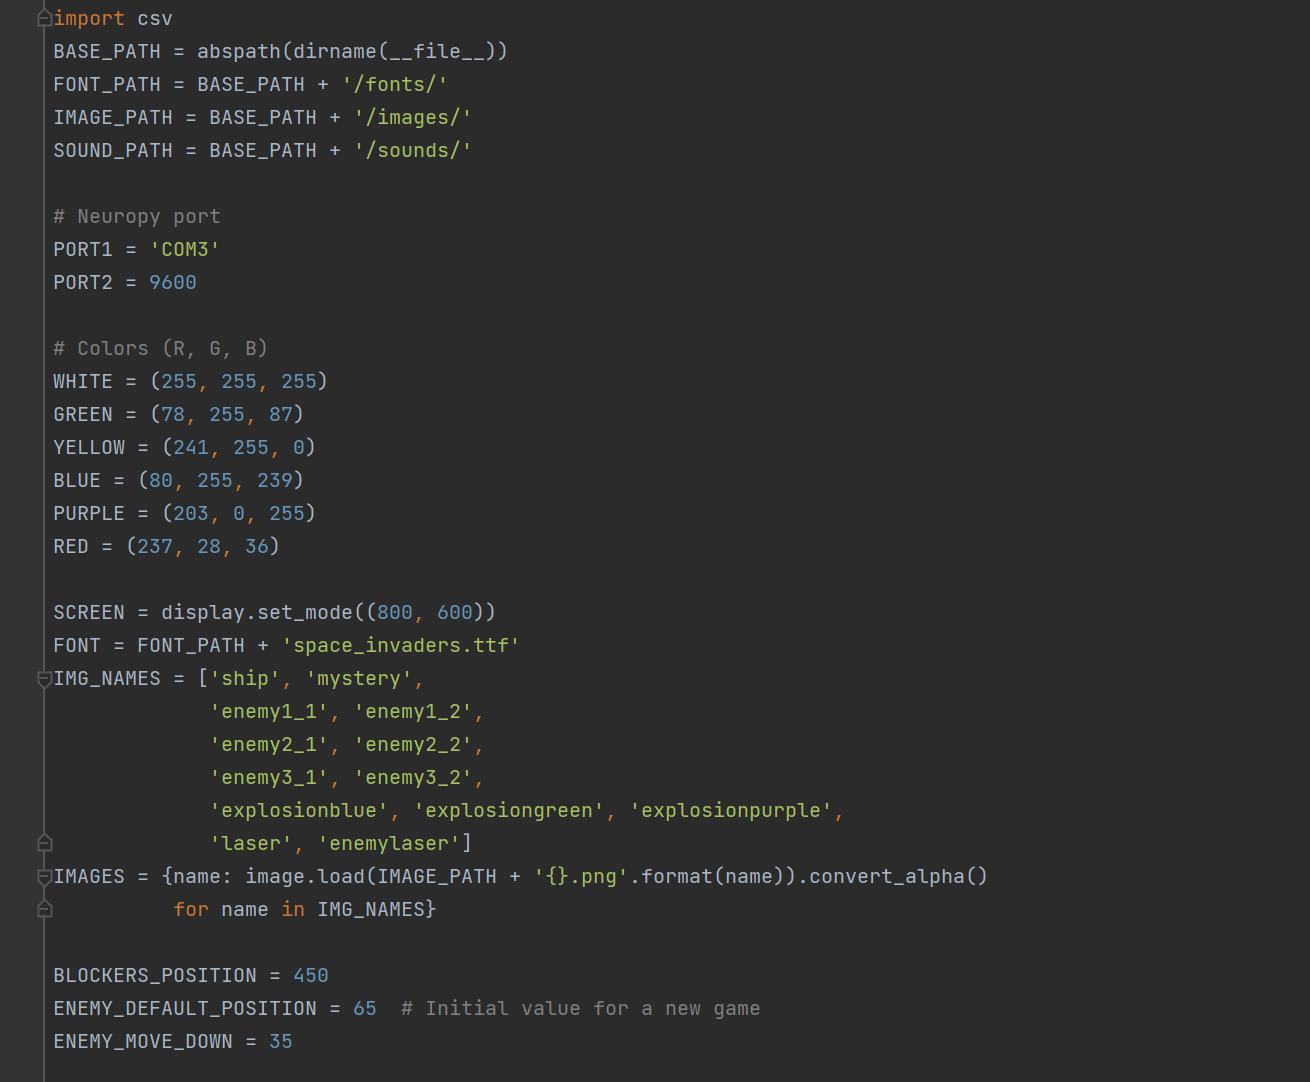 import csv
BASE_PATH = abspath(dirname(__file__))
FONT_PATH = BASE_PATH + '/fonts/'
IMAGE_PATH = BASE_PATH + '/images/'
SOUND_PATH = BASE_PATH + '/sounds/'

# Neuropy port
PORT1 = 'COM3'
PORT2 = 9600

# Colors (R, G, B)
WHITE = (255, 255, 255)
GREEN = (78, 255, 87)
YELLOW = (241, 255, 0)
BLUE = (80, 255, 239)
PURPLE = (203, 0, 255)
RED = (237, 28, 36)

SCREEN = display.set_mode((800, 600))
FONT = FONT_PATH + 'space_invaders.ttf'
IMG_NAMES = ['ship', 'mystery',
             'enemy1_1', 'enemy1_2',
             'enemy2_1', 'enemy2_2',
             'enemy3_1', 'enemy3_2',
             'explosionblue', 'explosiongreen', 'explosionpurple',
             'laser', 'enemylaser']
IMAGES = {name: image.load(IMAGE_PATH + '{}.png'.format(name)).convert_alpha()
          for name in IMG_NAMES}

BLOCKERS_POSITION = 450
ENEMY_DEFAULT_POSITION = 65  # Initial value for a new game
ENEMY_MOVE_DOWN = 35